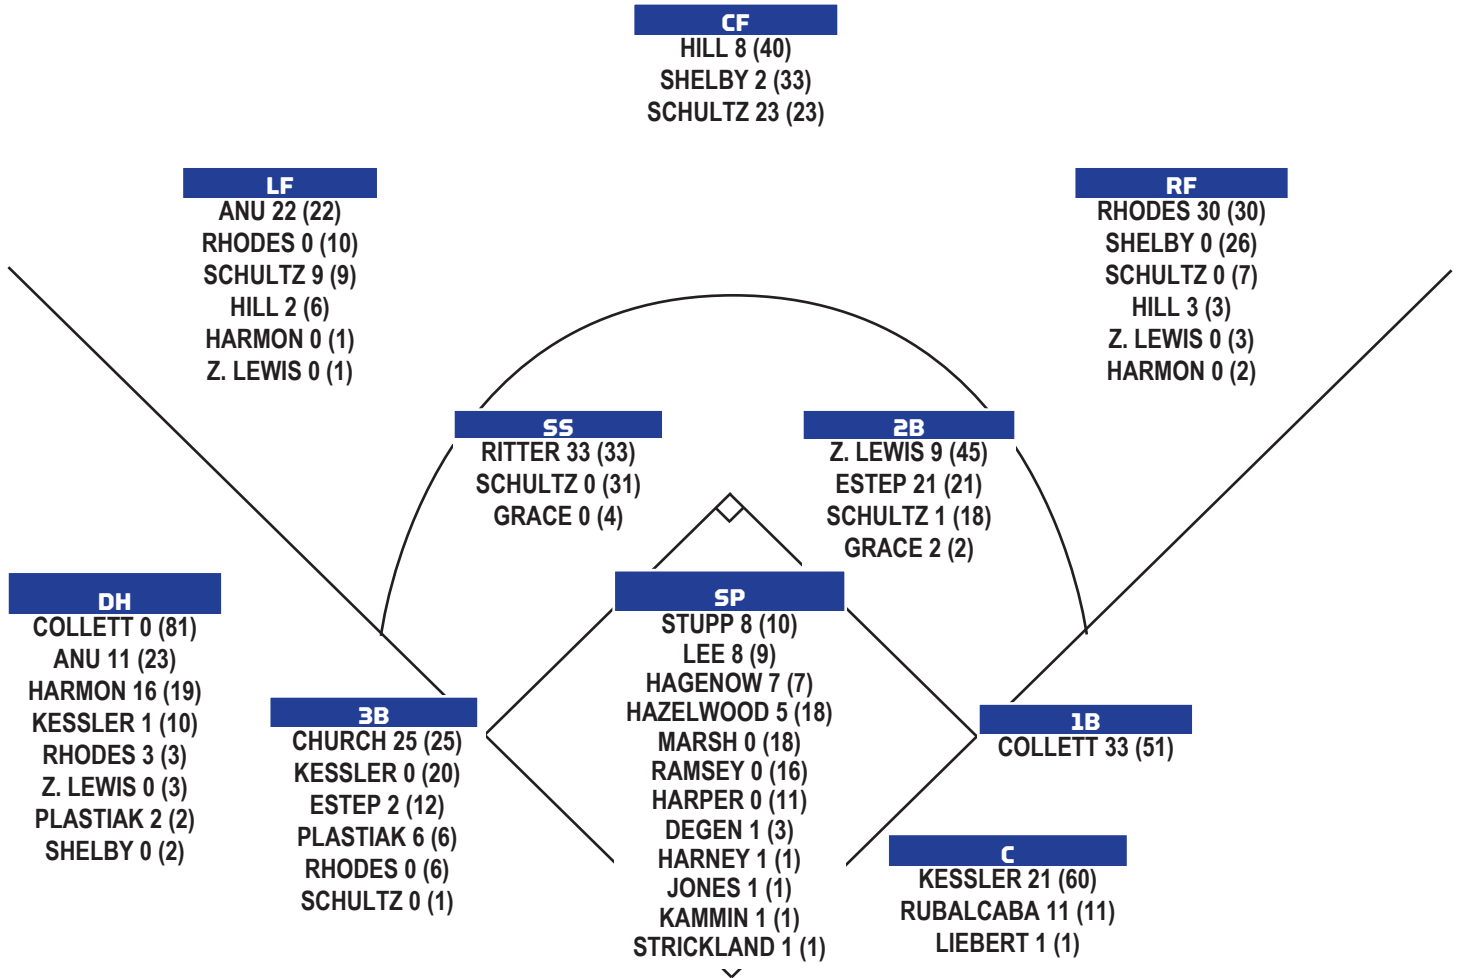 CF
HILL 8 (40)
SHELBY 2 (33)
SCHULTZ 23 (23)
LF
ANU 22 (22)
RHODES 0 (10)
SCHULTZ 9 (9)
HILL 2 (6)
HARMON 0 (1)
Z. LEWIS 0 (1)
RF
RHODES 30 (30)
SHELBY 0 (26)
SCHULTZ 0 (7)
HILL 3 (3)
Z. LEWIS 0 (3)
HARMON 0 (2)
SS
RITTER 33 (33)
SCHULTZ 0 (31)
GRACE 0 (4)
2B
Z. LEWIS 9 (45)
ESTEP 21 (21)
SCHULTZ 1 (18)
GRACE 2 (2)
DH
COLLETT 0 (81)
ANU 11 (23)
HARMON 16 (19)
KESSLER 1 (10)
RHODES 3 (3)
Z. LEWIS 0 (3)
PLASTIAK 2 (2)
SHELBY 0 (2)
3B
CHURCH 25 (25)
KESSLER 0 (20)
ESTEP 2 (12)
PLASTIAK 6 (6)
RHODES 0 (6)
SCHULTZ 0 (1)
SP
STUPP 8 (10)
LEE 8 (9)
HAGENOW 7 (7)
HAZELWOOD 5 (18)
MARSH 0 (18)
RAMSEY 0 (16)
HARPER 0 (11)
DEGEN 1 (3)
HARNEY 1 (1)
JONES 1 (1)
KAMMIN 1 (1)
STRICKLAND 1 (1)
1B
COLLETT 33 (51)
C
KESSLER 21 (60)
RUBALCABA 11 (11)
LIEBERT 1 (1)